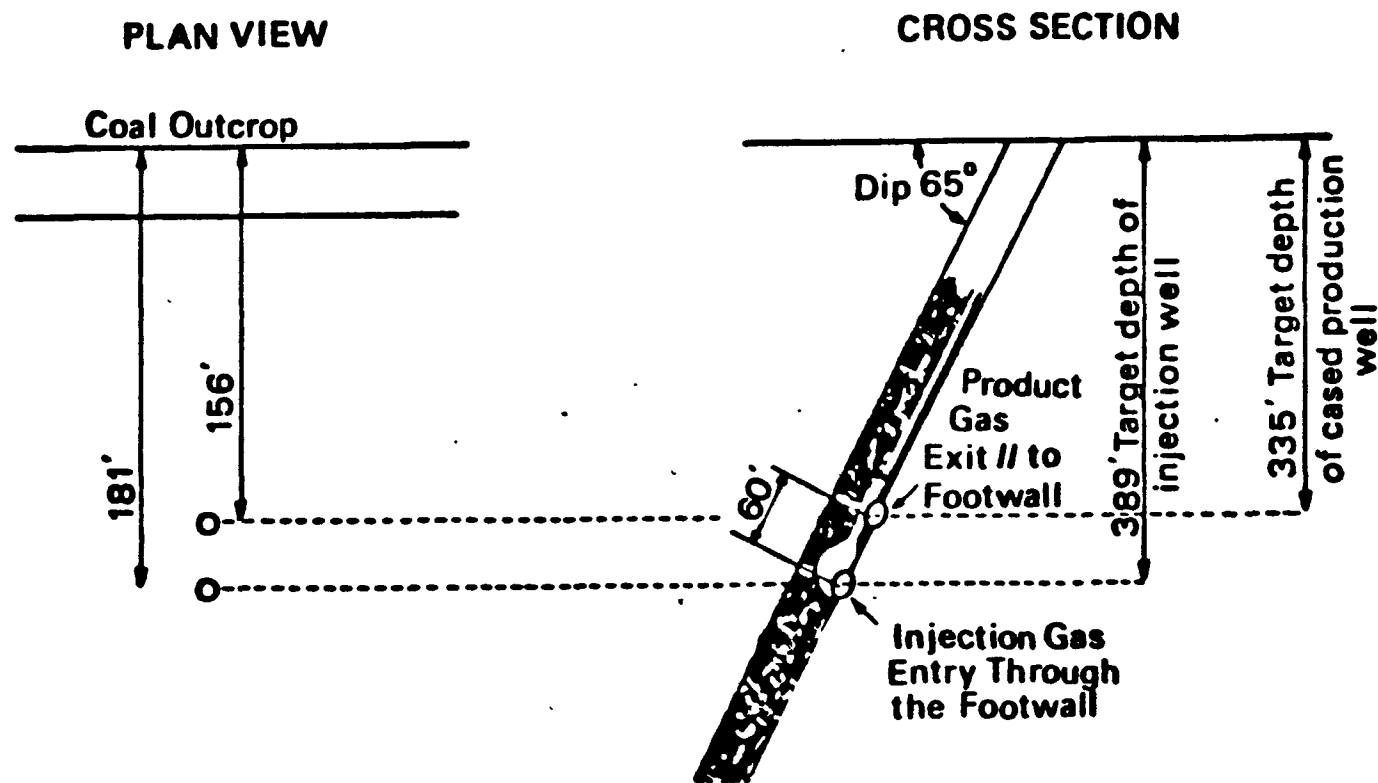 PLAN VIEW
CROSS SECTION
Coal Outcrop
Dip 65°
156'
181'
60'
Product
Gas
Exit // to
Footwall
389' Target depth of
injection well
335' Target depth
of cased production
well
Injection Gas
Entry Through
the Footwall